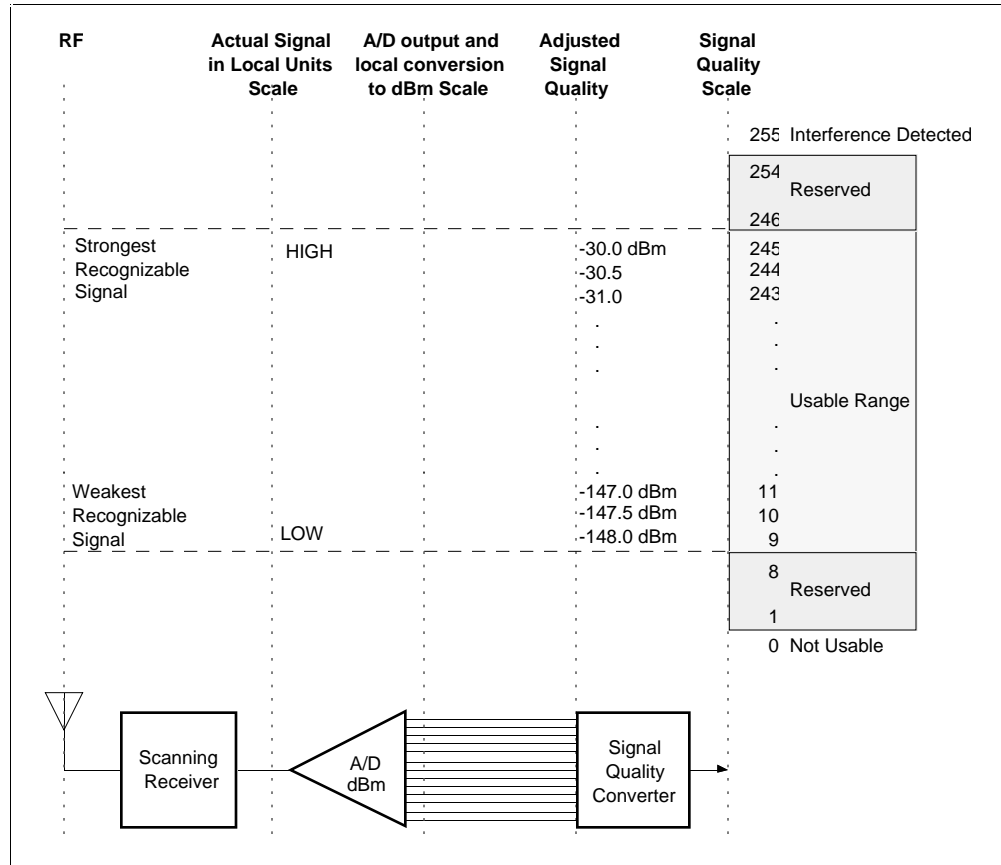 RF
Actual Signal
in Local Units
Scale
A/D output and
local conversion
to dBm Scale
Adjusted
Signal
Quality
Signal
Quality
Scale
255 Interference Detected
254
Reserved
246
Strongest
Recognizable
Signal
HIGH
-30.0 dBm
-30.5
-31.0
.
.
.
.
.
.
245
244
243
.
.
.
Usable Range
.
.
.
Weakest
Recognizable
Signal
LOW
-147.0 dBm
-147.5 dBm
-148.0 dBm
11
10
9
8
Reserved
1
0 Not Usable
Scanning
Receiver
A/D
dBm
Signal
Quality
Converter